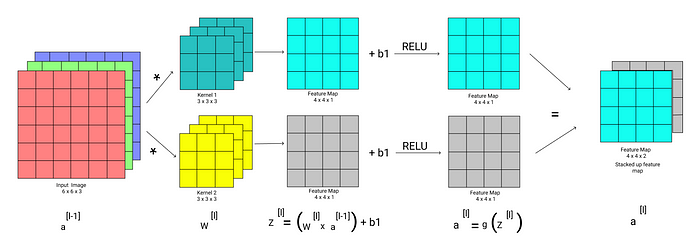 *
*
Input Image
6 x 6 x 3
Kernel 1
3 x 3 x 3
Kernel 2
3 x 3 x 3
Feature Map
4 x 4 x 1
Feature Map
4 x 4 x 1
+ b1
RELU
+ b1
RELU
Feature Map
4 x 4 x 1
Feature Map
4 x 4 x 1
=
Feature Map
4 x 4 x 2
Stacked up feature
map
a [l-1]
W [l]
Z [l] = (W [l] x a [l-1]) + b1
a [l] = g (Z [l])
a [l]